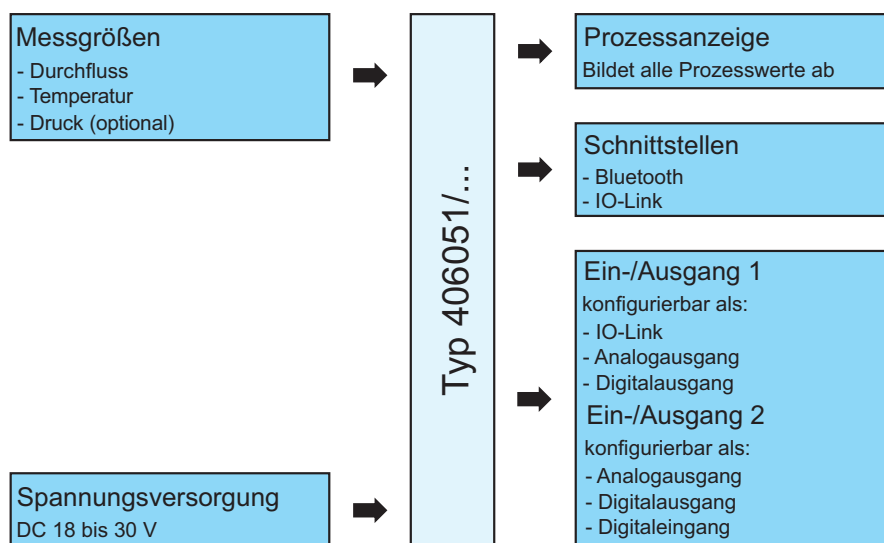 Messgrößen
- Durchfluss
- Temperatur
- Druck (optional)
Spannungsversorgung
DC 18 bis 30 V
Typ 406051/...
Prozessanzeige
Bildet alle Prozesswerte ab
Schnittstellen
- Bluetooth
- IO-Link
Ein-/Ausgang 1
konfigurierbar als:
- IO-Link
- Analogausgang
- Digitalausgang
Ein-/Ausgang 2
konfigurierbar als:
- Analogausgang
- Digitalausgang
- Digitaleingang